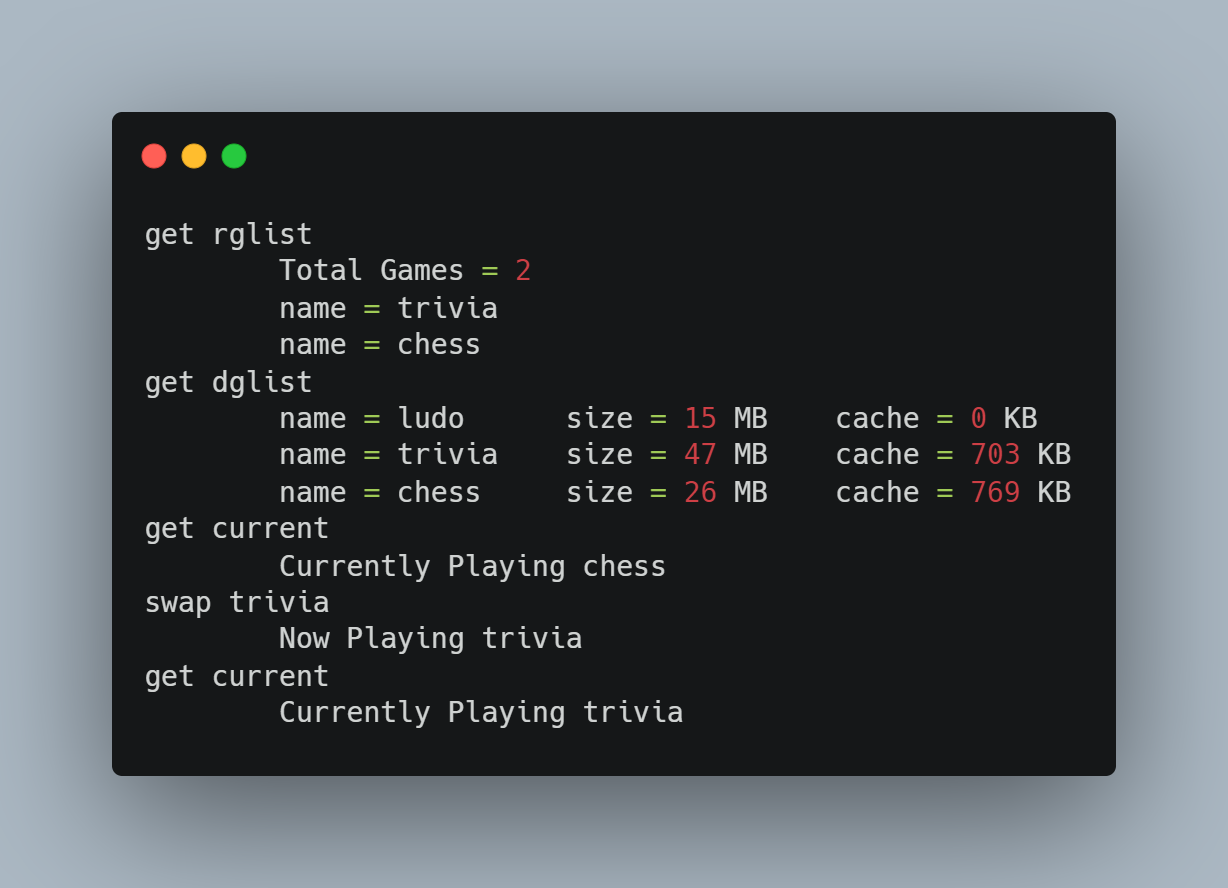 get rglist
        Total Games = 2
        name = trivia
        name = chess
get dglist
        name = ludo      size = 15 MB    cache = 0 KB
        name = trivia    size = 47 MB    cache = 703 KB
        name = chess     size = 26 MB    cache = 769 KB
get current
        Currently Playing chess
swap trivia
        Now Playing trivia
get current
        Currently Playing trivia